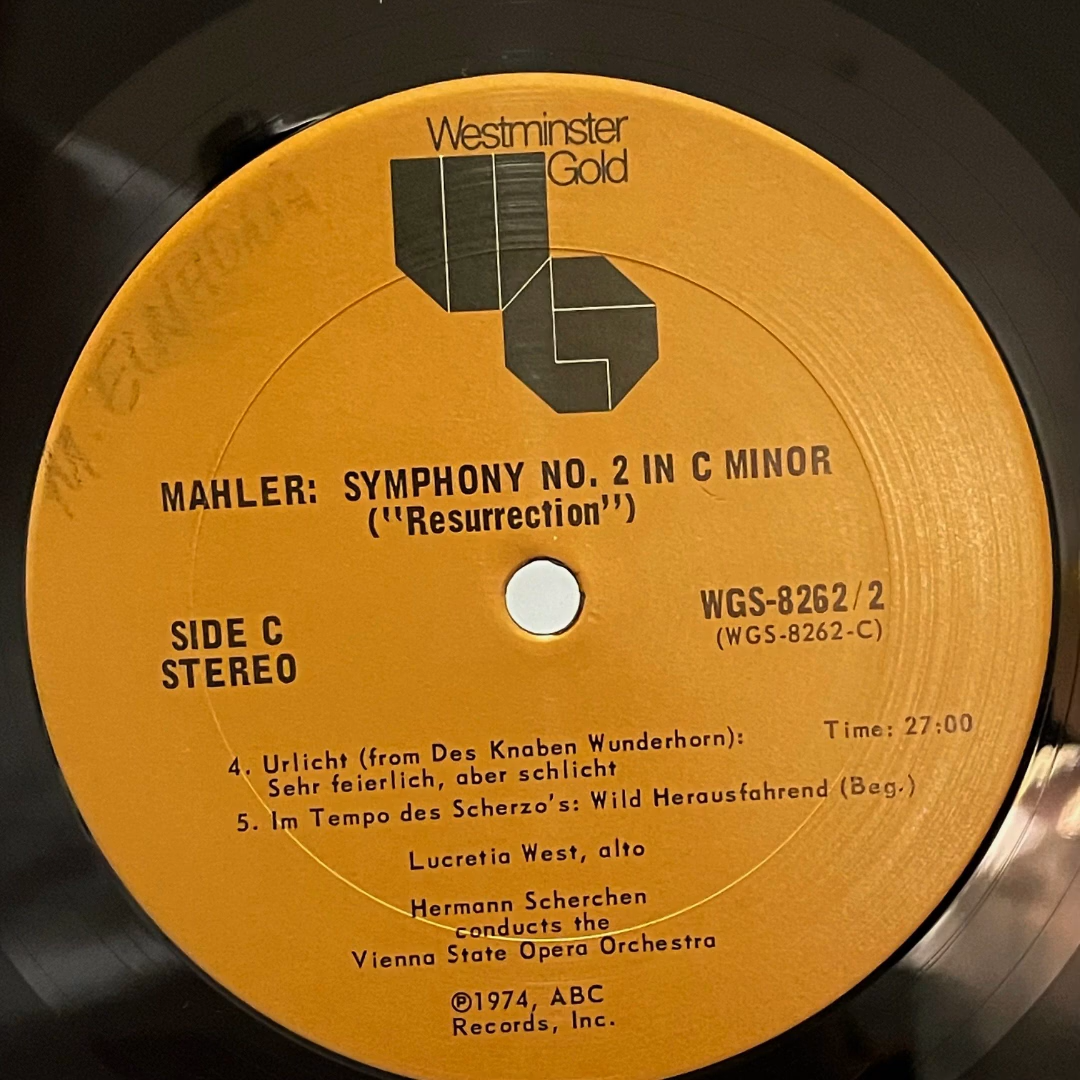 Westminster
Gold
MAHLER: SYMPHONY NO. 2 IN C MINOR
("Resurrection")
SIDE C
STEREO
WGS-8262/2
(WGS-8262-C)
Time: 27:00
4. Urlicht (from Des Knaben Wunderhorn):
Sehr feierlich, aber schlicht
5. Im Tempo des Scherzo's: Wild Herausfahrend (Beg.)
Lucretia West, alto
Hermann Scherchen
conducts the
Vienna State Opera Orchestra
℗1974, ABC
Records, Inc.